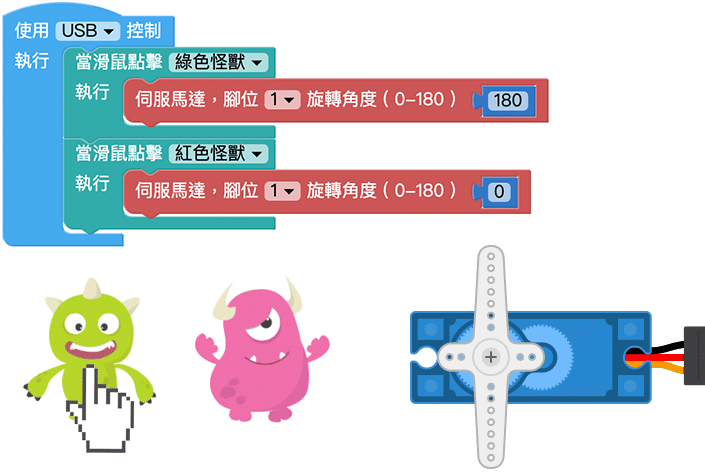 使用 USB 控制
執行 當滑鼠點擊 綠色怪獸
執行 伺服馬達，腳位 1 旋轉角度（0-180） 180
當滑鼠點擊 紅色怪獸
執行 伺服馬達，腳位 1 旋轉角度（0-180） 0